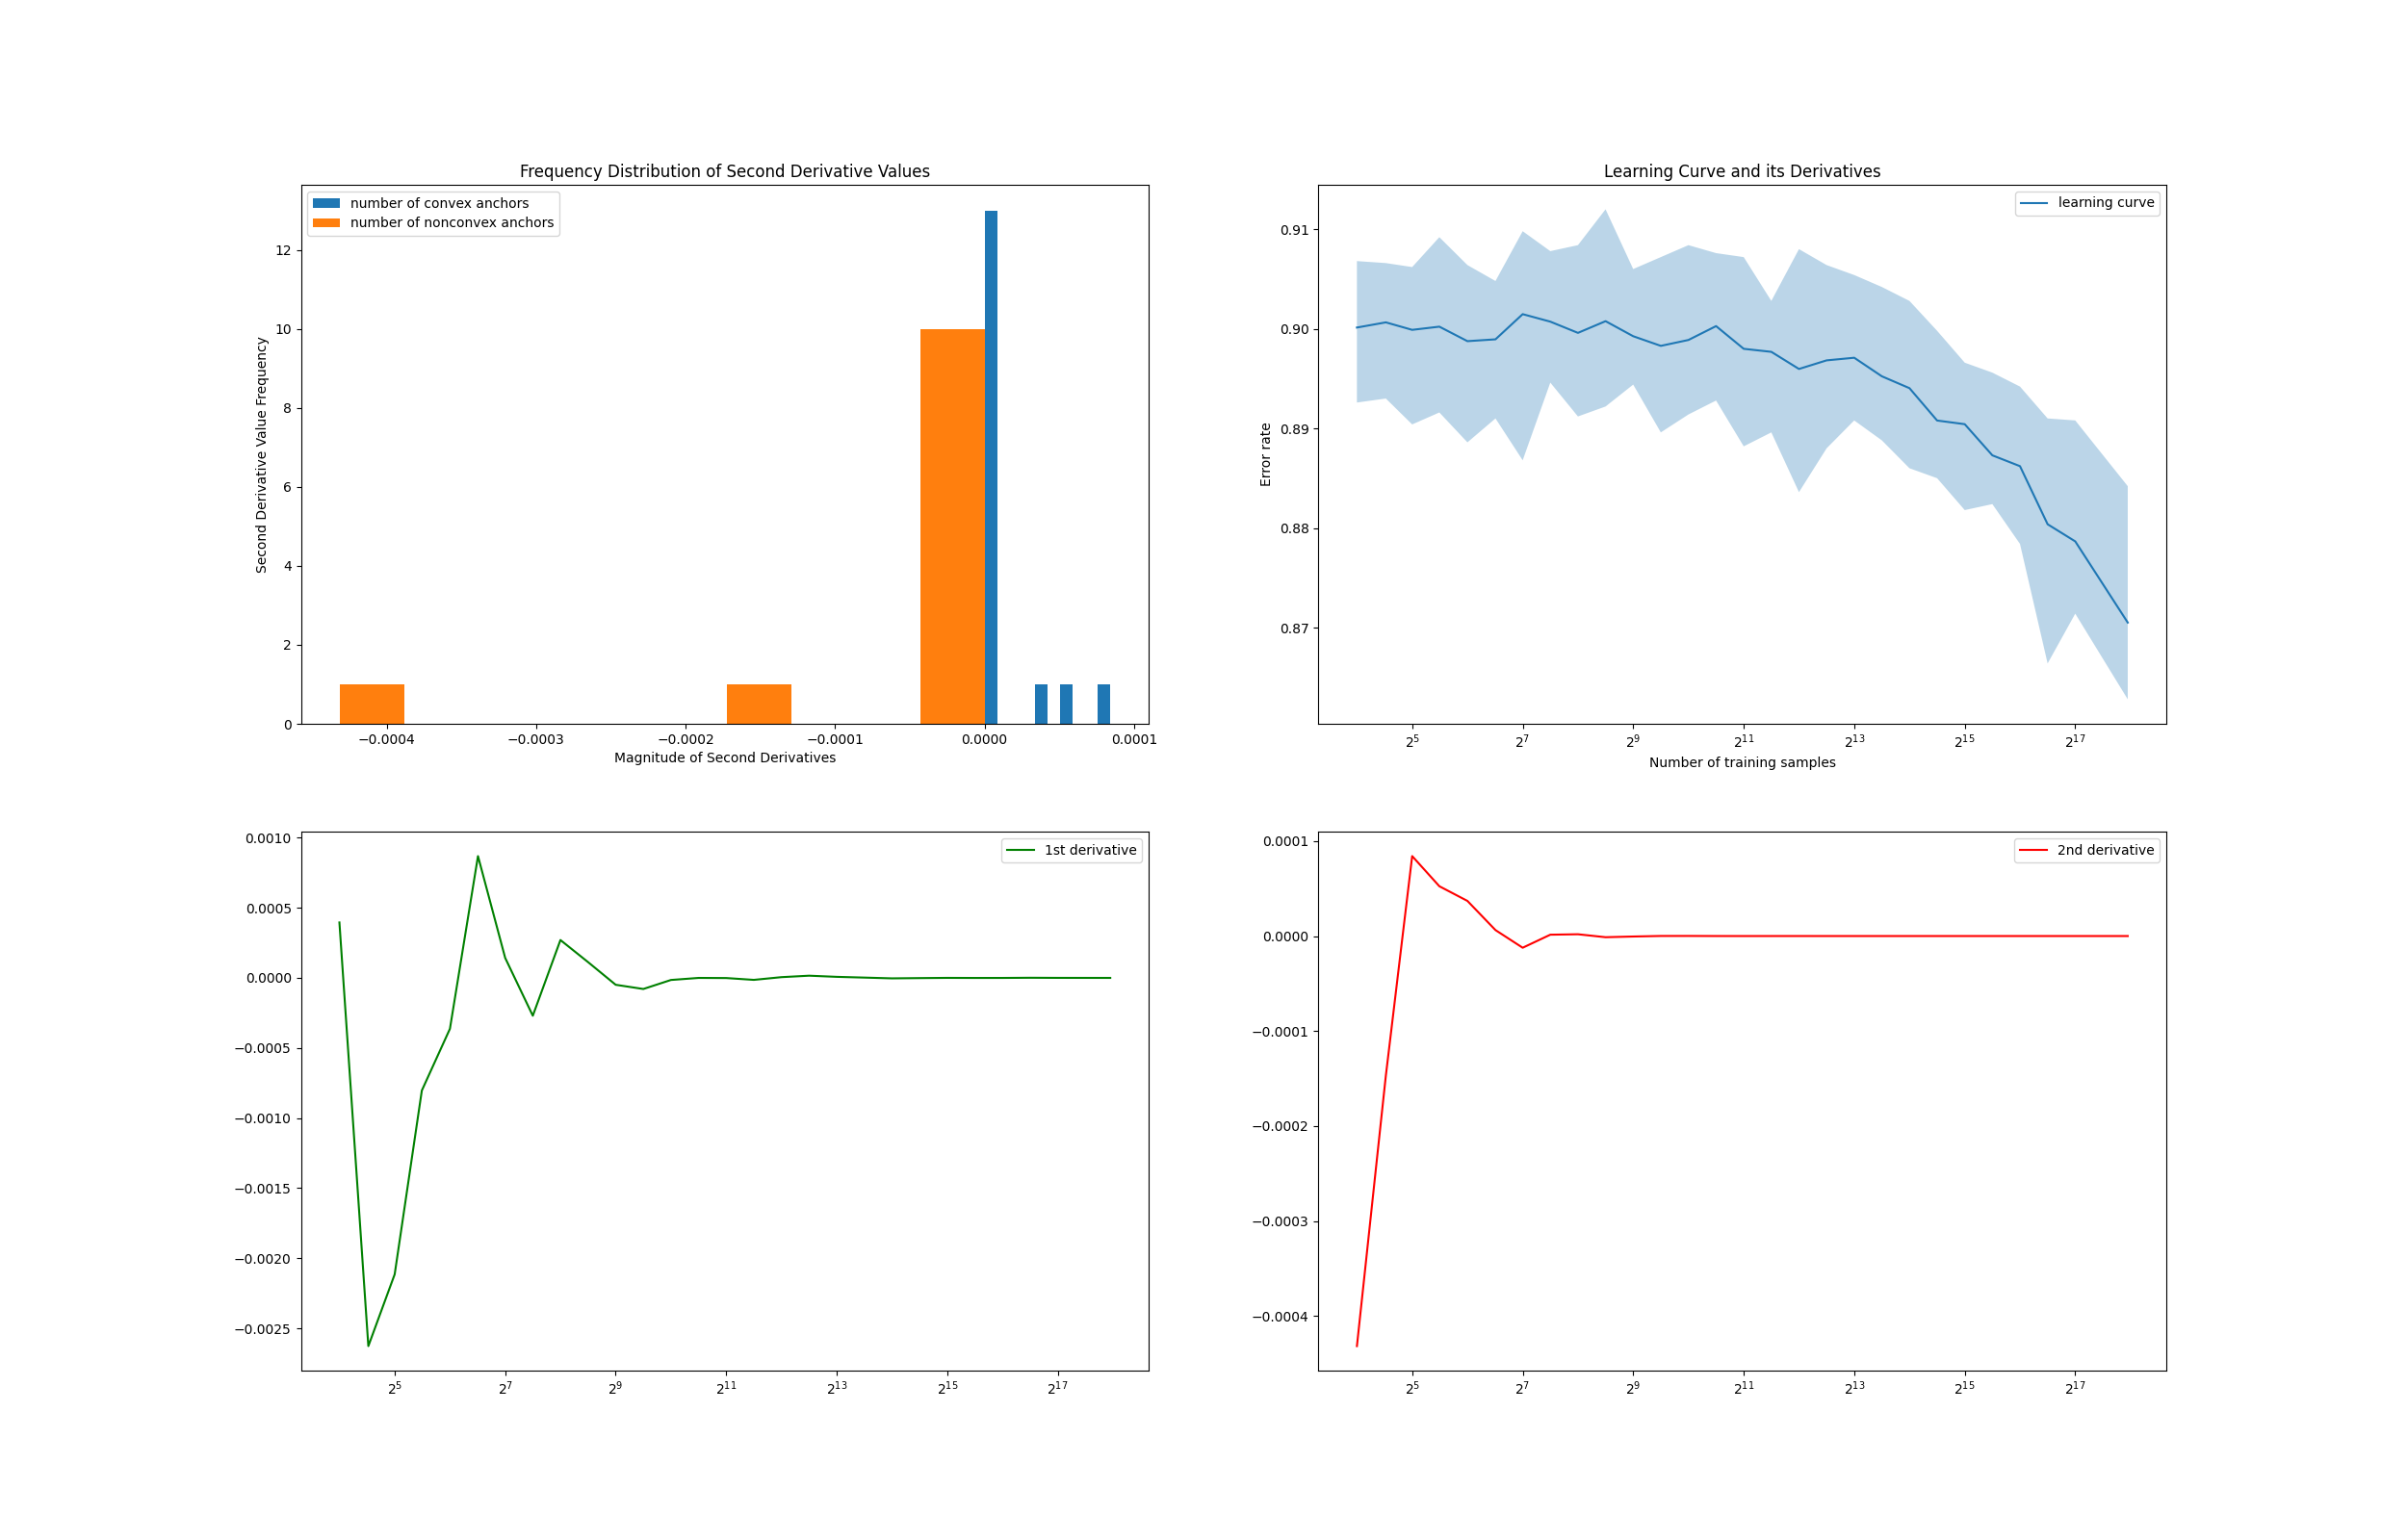 Frequency Distribution of Second Derivative Values
number of convex anchors
number of nonconvex anchors
12
10
8
6
4
2
0
Second Derivative Value Frequency
−0.0004 −0.0003 −0.0002 −0.0001 0.0000 0.0001
Magnitude of Second Derivatives
Learning Curve and its Derivatives
learning curve
0.91
0.90
0.89
0.88
0.87
Error rate
2^5 2^7 2^9 2^11 2^13 2^15 2^17
Number of training samples
1st derivative
0.0010
0.0005
0.0000
−0.0005
−0.0010
−0.0015
−0.0020
−0.0025
2^5 2^7 2^9 2^11 2^13 2^15 2^17
2nd derivative
0.0001
0.0000
−0.0001
−0.0002
−0.0003
−0.0004
2^5 2^7 2^9 2^11 2^13 2^15 2^17